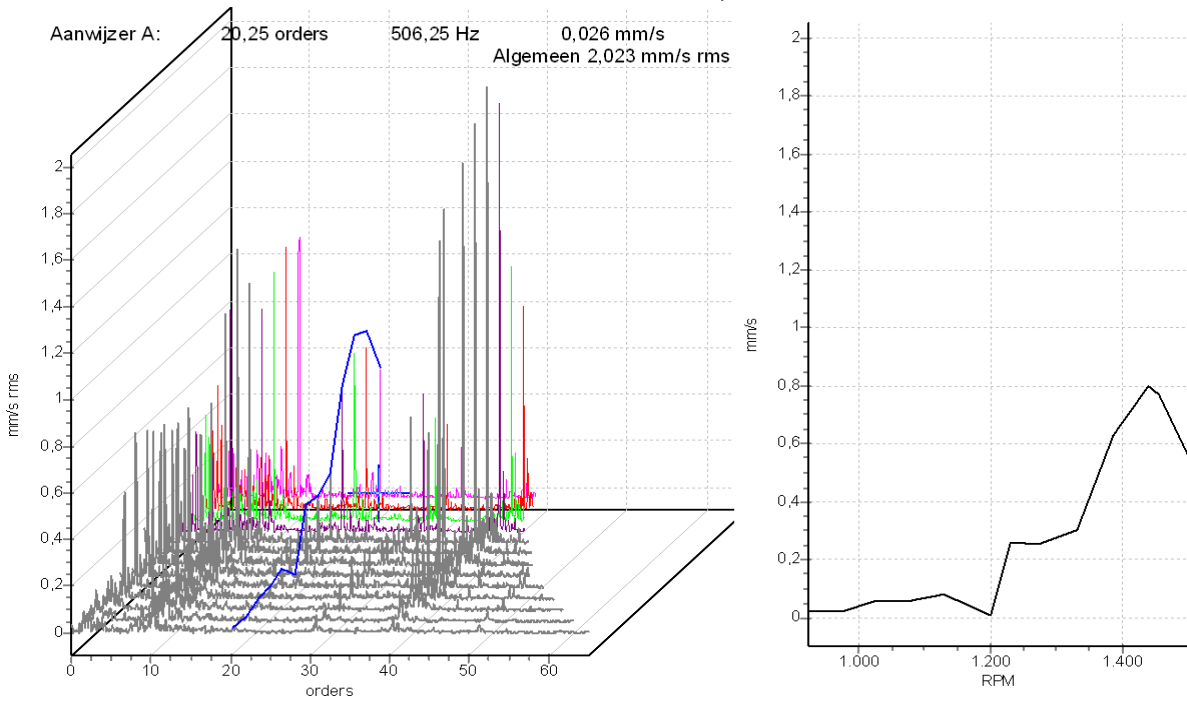 Aanwijzer A: 20,25 orders 506,25 Hz 0,026 mm/s
Algemeen 2,023 mm/s rms
2
1,8
1,6
1,4
1,2
1
0,8
0,6
0,4
0,2
0
mm/s rms
0 10 20 30 40 50 60
orders
2
1,8
1,6
1,4
1,2
1
0,8
0,6
0,4
0,2
0
mm/s
1.000 1.200 1.400
RPM